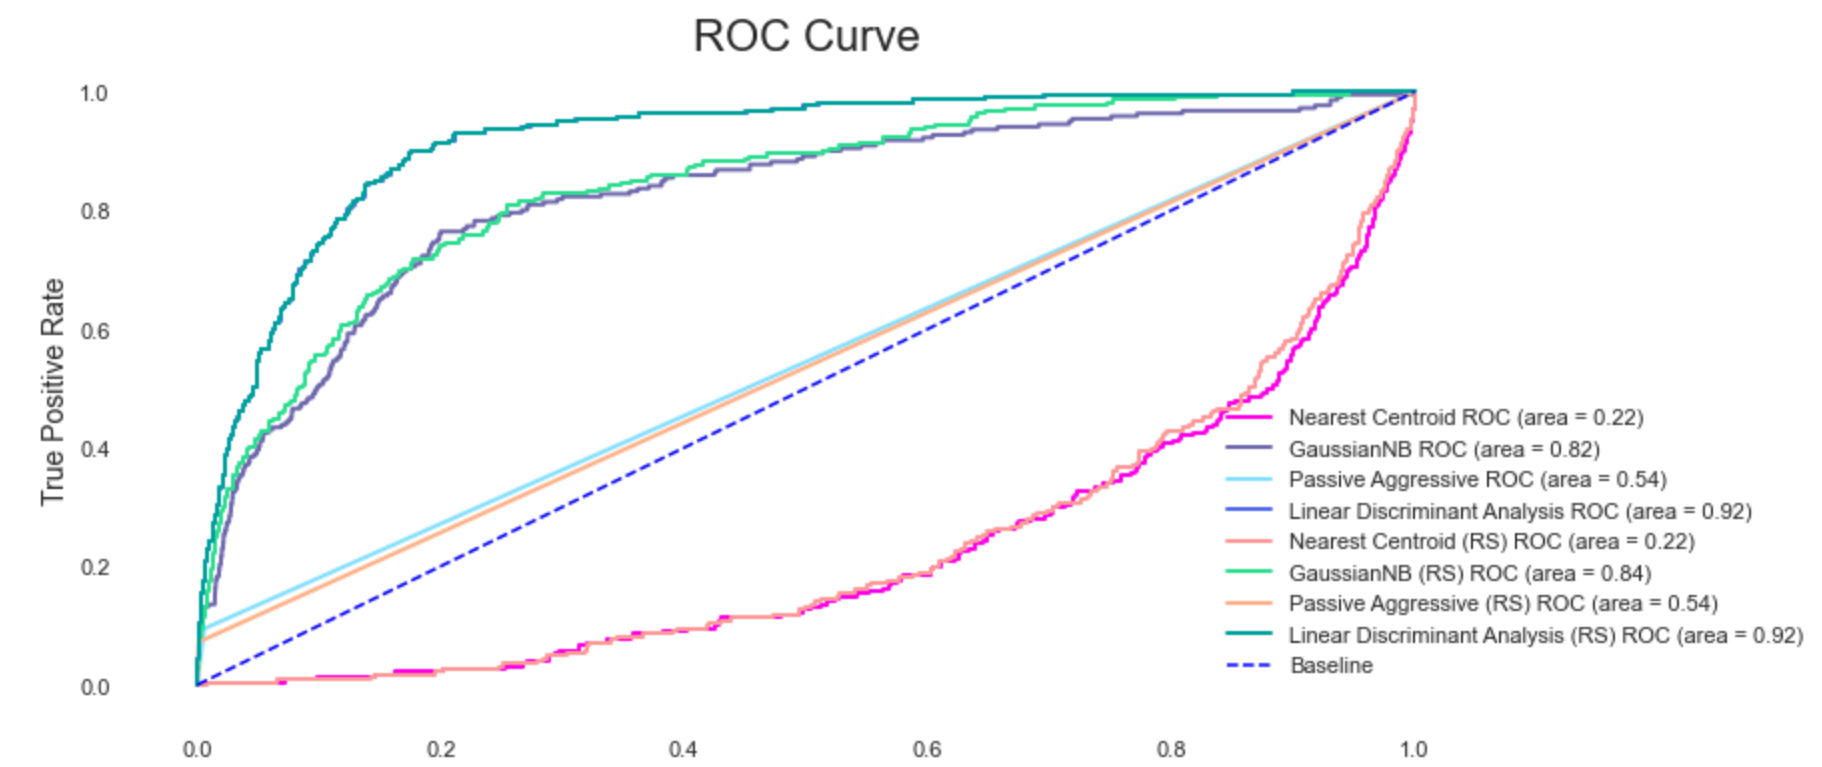 ROC Curve
1.0
0.8
0.6
0.4
0.2
0.0
True Positive Rate
0.0 0.2 0.4 0.6 0.8 1.0
Nearest Centroid ROC (area = 0.22)
GaussianNB ROC (area = 0.82)
Passive Aggressive ROC (area = 0.54)
Linear Discriminant Analysis ROC (area = 0.92)
Nearest Centroid (RS) ROC (area = 0.22)
GaussianNB (RS) ROC (area = 0.84)
Passive Aggressive (RS) ROC (area = 0.54)
Linear Discriminant Analysis (RS) ROC (area = 0.92)
Baseline